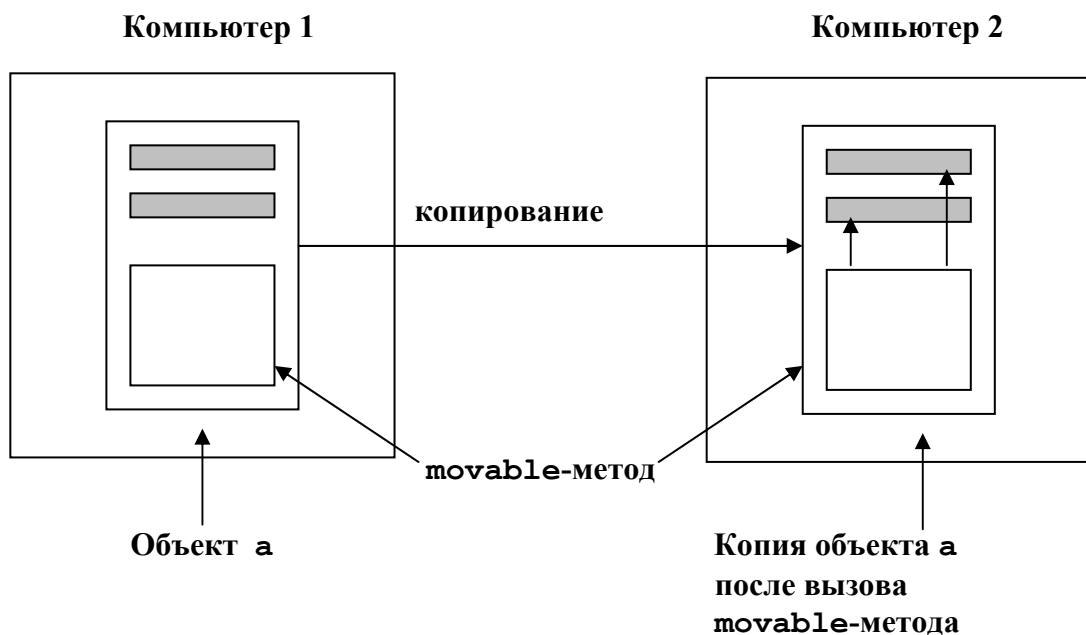 Компьютер 1
Компьютер 2
копирование
movable-метод
Объект a
Копия объекта a
после вызова
movable-метода